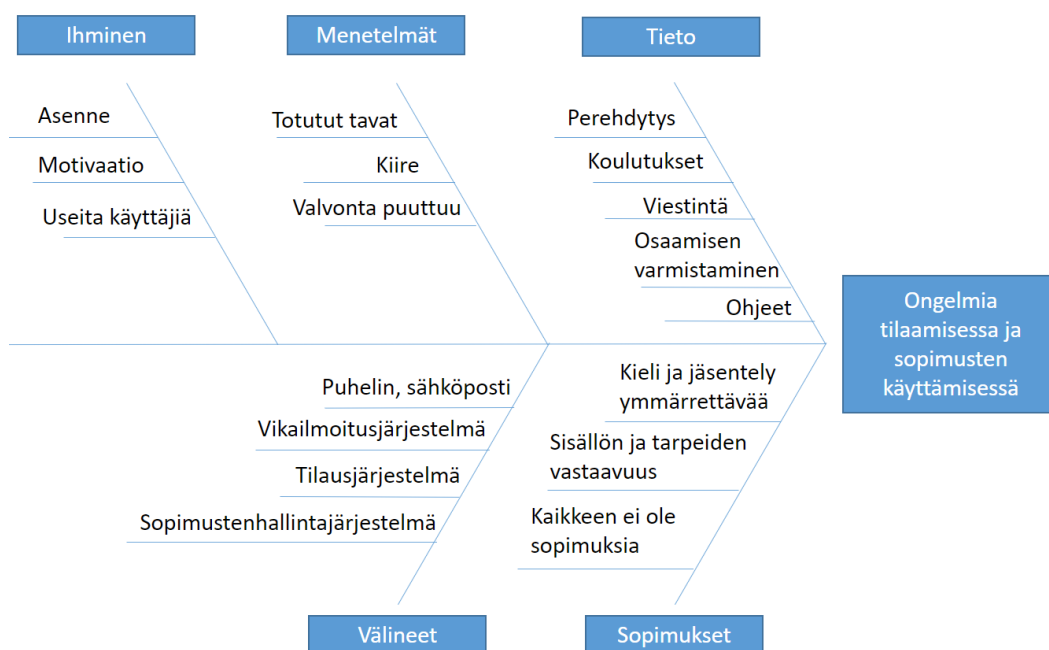 Ihminen
Menetelmät
Tieto
Asenne
Motivaatio
Useita käyttäjiä
Totutut tavat
Kiire
Valvonta puuttuu
Perehdytys
Koulutukset
Viestintä
Osaamisen
varmistaminen
Ohjeet
Ongelmia
tilaamisessa ja
sopimusten
käyttämisessä
Puhelin, sähköposti
Vikailmoitusjärjestelmä
Tilausjärjestelmä
Sopimustenhallintajärjestelmä
Kieli ja jäsentely
ymmärrettävää
Sisällön ja tarpeiden
vastaavuus
Kaikkeen ei ole
sopimuksia
Välineet
Sopimukset